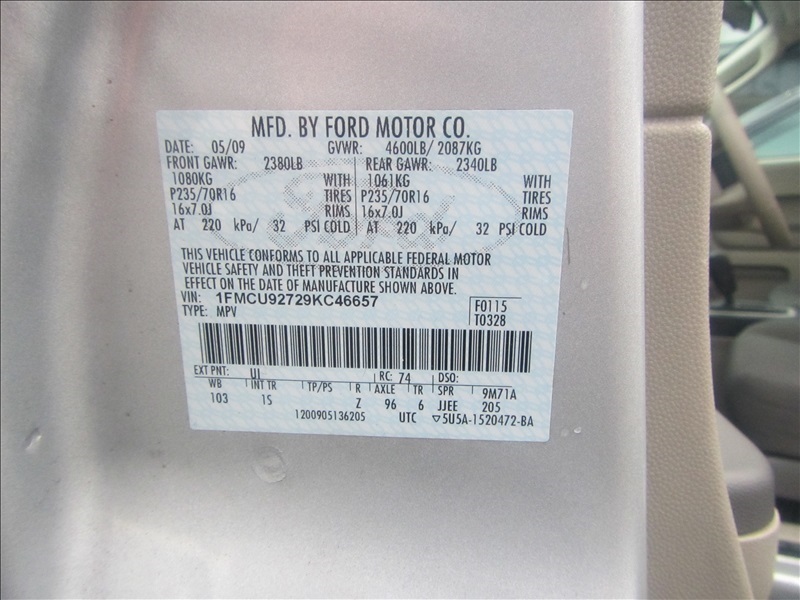 MFD. BY FORD MOTOR CO.
DATE: 05/09 GVWR: 4600LB/ 2087KG
FRONT GAWR: 2380LB REAR GAWR: 2340LB
1080KG WITH 1061KG WITH
P235/70R16 TIRES P235/70R16 TIRES
16x7.0J RIMS 16x7.0J RIMS
AT 220 kPa/ 32 PSI COLD AT 220 kPa/ 32 PSI COLD
Ford
THIS VEHICLE CONFORMS TO ALL APPLICABLE FEDERAL MOTOR
VEHICLE SAFETY AND THEFT PREVENTION STANDARDS IN
EFFECT ON THE DATE OF MANUFACTURE SHOWN ABOVE.
VIN: 1FMCU92729KC46657 F0115
TYPE: MPV T0328
EXT PNT: UI RC: 74 DSO:
WB INT TR TP/PS R AXLE TR SPR 9M71A
103 1S Z 96 6 JJEE 205
1200905136205 UTC ▽5U5A-1520472-BA